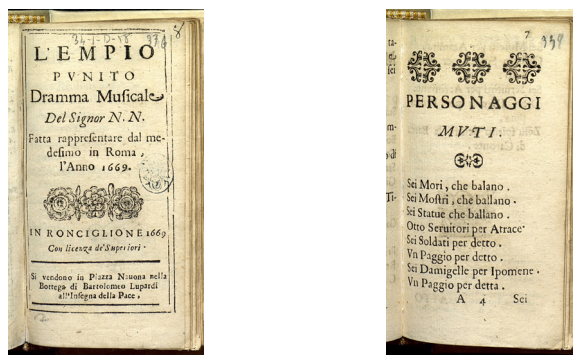 34-1-D-13
L'EMPIO
PVNITO
Dramma Musicale
Del Signor N. N.
Fatta rappresentare dal me-
desimo in Roma,
l'Anno 1669.
IN RONCIGLIONE 1669
Con licenza de' Superiori.
Si vendono in Piazza Nauona nella
Bottega di Bartolomeo Lupardi
all'Insegna della Pace.
7
PERSONAGGI
MVTI.
Sei Mori, che balano.
Sei Mostri, che ballano.
Sei Statue che ballano.
Otto Seruitori per Atrace
Sei Soldati per detto.
Vn Paggio per detto.
Sei Damigelle per Ipomene.
Vn Paggio per detta.
A 4 Sei